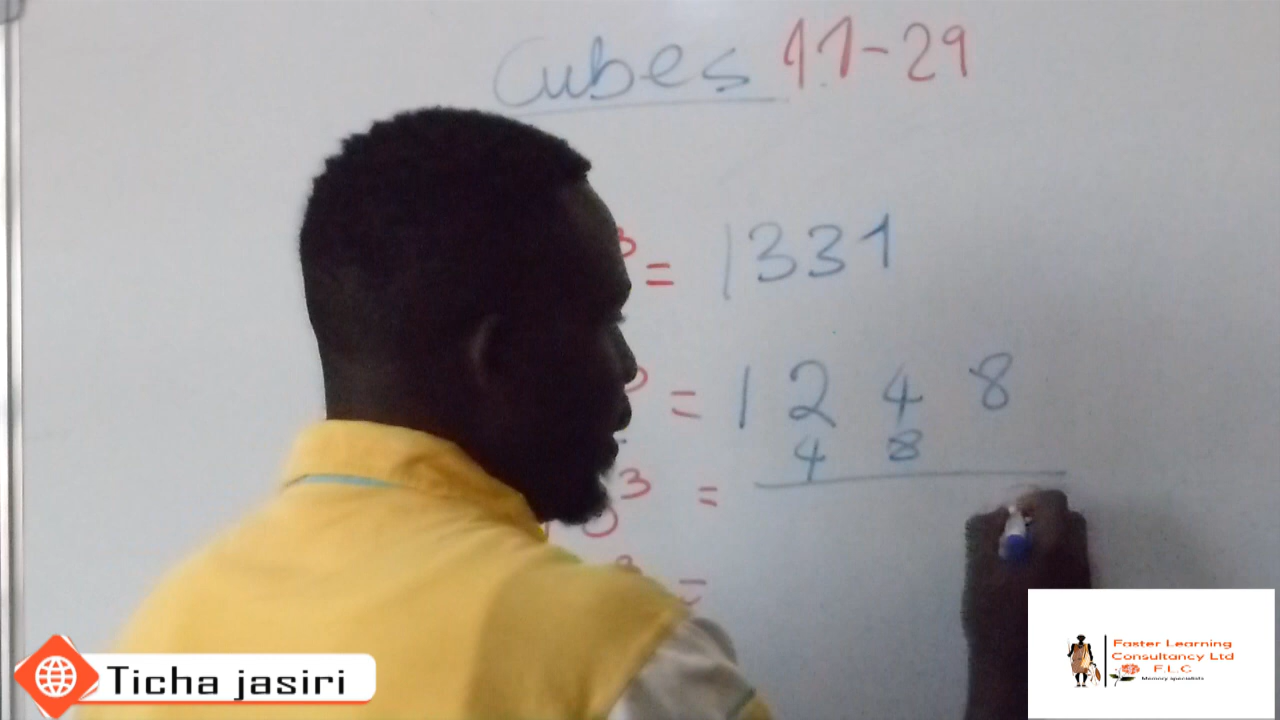 Cubes 11-29
3 = 1331
= 1 2 4 8
4 8
3 =
=
Ticha jasiri
Faster Learning
Consultancy Ltd
F.L.C
Memory specialists